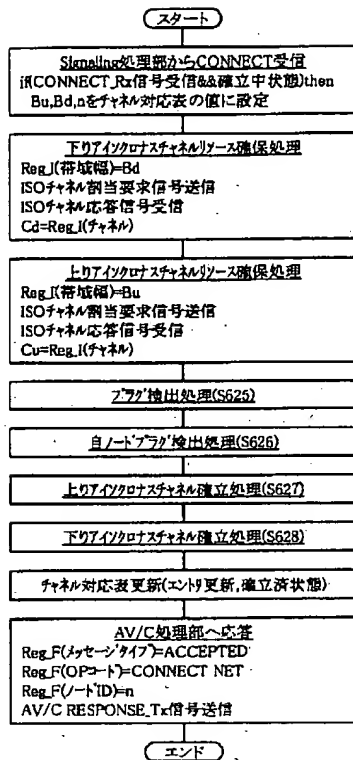 スタート
Signaling処理部からCONNECT受信
if(CONNECT_Rx信号受信&&確立中状態)then
Bu,Bd,nをチャネル対応表の値に設定
下りアイソクロナスチャネルリソース確保処理
Reg_I(帯域幅)=Bd
ISOチャネル割当要求信号送信
ISOチャネル応答信号受信
Cd=Reg_I(チャネル)
上りアイソクロナスチャネルリソース確保処理
Reg_I(帯域幅)=Bu
ISOチャネル割当要求信号送信
ISOチャネル応答信号受信
Cu=Reg_I(チャネル)
プラグ検出処理(S625)
自ノードプラグ検出処理(S626)
上りアイソクロナスチャネル確立処理(S627)
下りアイソクロナスチャネル確立処理(S628)
チャネル対応表更新(エントリ更新,確立済状態)
AV/C処理部へ応答
Reg_F(メッセージタイプ)=ACCEPTED
Reg_F(OPコード)=CONNECT NET
Reg_F(ノードID)=n
AV/C RESPONSE_Tx信号送信
エンド